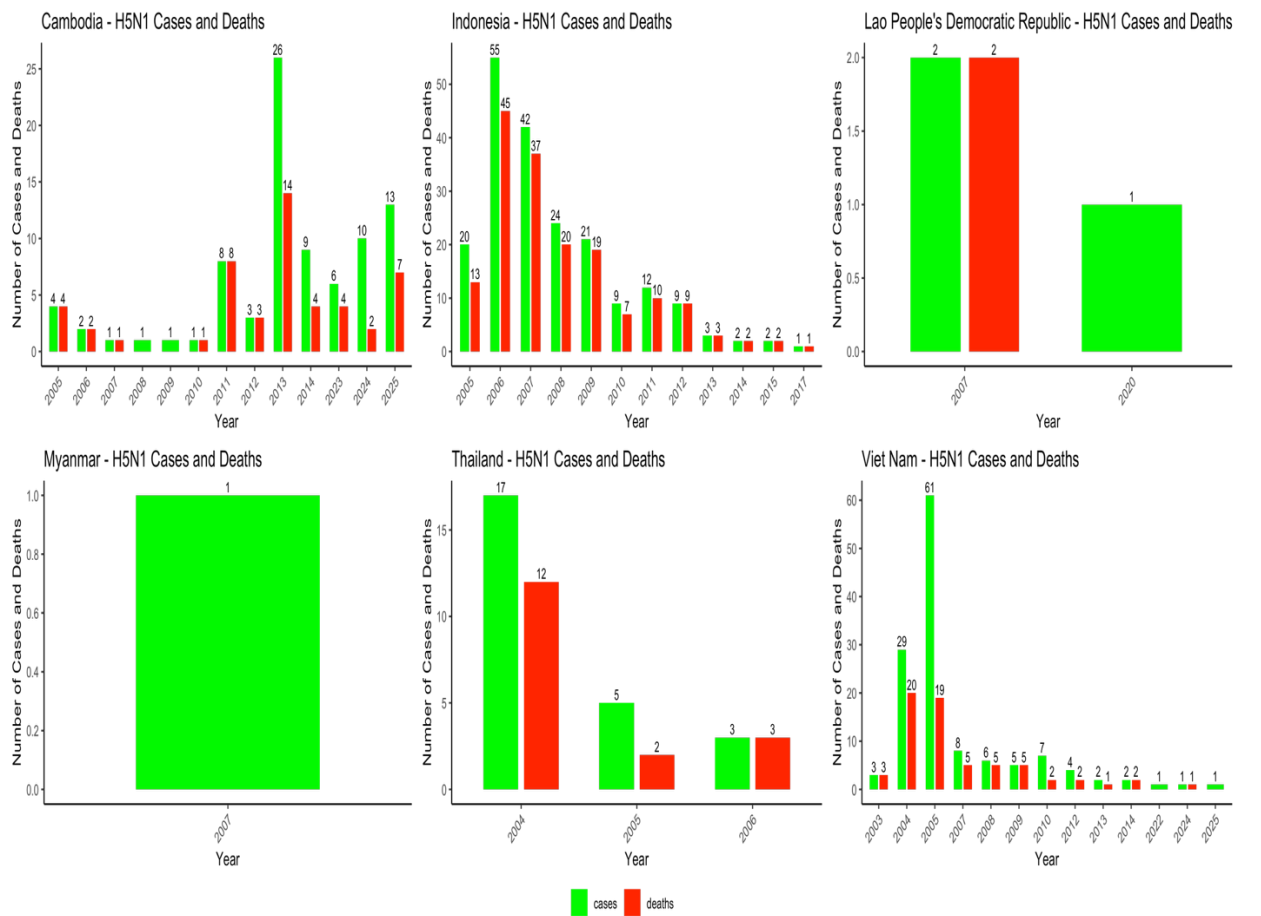 Cambodia - H5N1 Cases and Deaths
Number of Cases and Deaths
25
20
15
10
5
0
4 4 2 2 1 1 1 1 1 1 8 8 3 3 26 14 9 4 6 4 10 2 13 7
2005 2006 2007 2008 2009 2010 2011 2012 2013 2014 2023 2024 2025
Year
Indonesia - H5N1 Cases and Deaths
Number of Cases and Deaths
50
40
30
20
10
0
20 13 55 45 42 37 24 20 21 19 9 7 12 10 9 9 3 3 2 2 2 2 1 1
2005 2006 2007 2008 2009 2010 2011 2012 2013 2014 2015 2017
Year
Lao People's Democratic Republic - H5N1 Cases and Deaths
Number of Cases and Deaths
2.0
1.5
1.0
0.5
0.0
2 2 1
2007 2020
Year
Myanmar - H5N1 Cases and Deaths
Number of Cases and Deaths
1.0
0.8
0.6
0.4
0.2
0.0
1
2007
Year
Thailand - H5N1 Cases and Deaths
Number of Cases and Deaths
15
10
5
0
17 12 5 2 3 3
2004 2005 2006
Year
Viet Nam - H5N1 Cases and Deaths
Number of Cases and Deaths
60
50
40
30
20
10
0
3 3 29 20 61 19 8 5 6 5 5 5 7 2 4 2 2 1 2 2 1 1 1 1
2003 2004 2005 2007 2008 2009 2010 2012 2013 2014 2022 2024 2025
Year
cases deaths